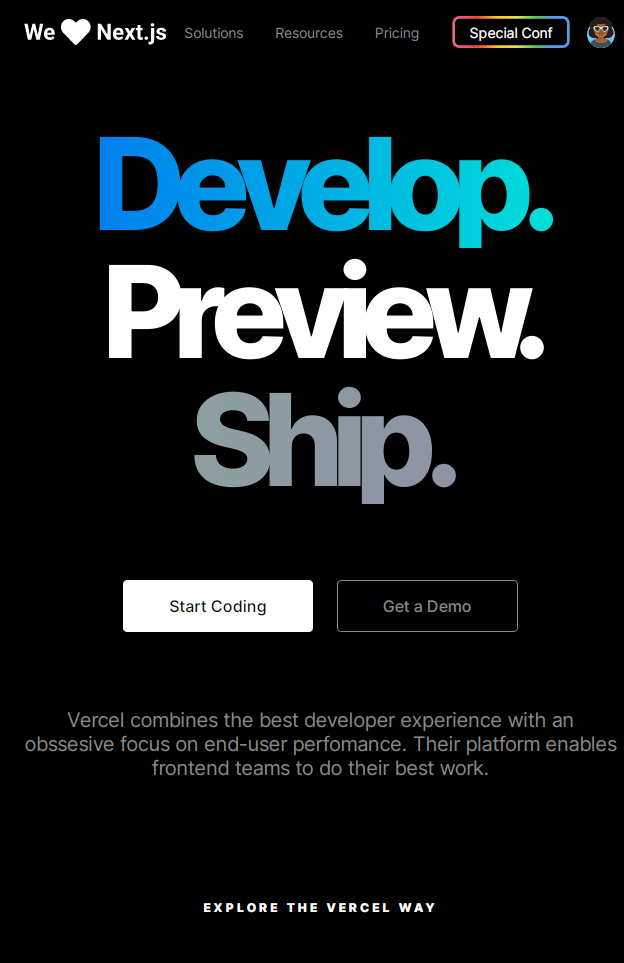 We ♥ Next.js Solutions Resources Pricing Special Conf
Develop.
Preview.
Ship.
Start Coding Get a Demo
Vercel combines the best developer experience with an
obssesive focus on end-user perfomance. Their platform enables
frontend teams to do their best work.
EXPLORE THE VERCEL WAY